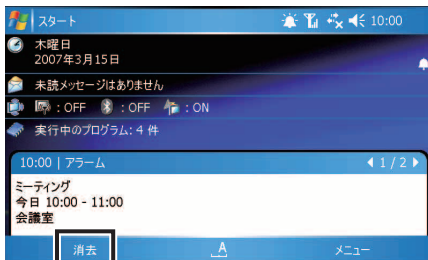 スタート 10:00
木曜日
2007年3月15日
未読メッセージはありません
: OFF : OFF : ON
実行中のプログラム: 4 件
10:00 | アラーム 1 / 2
ミーティング
今日 10:00 - 11:00
会議室
消去 A メニュー